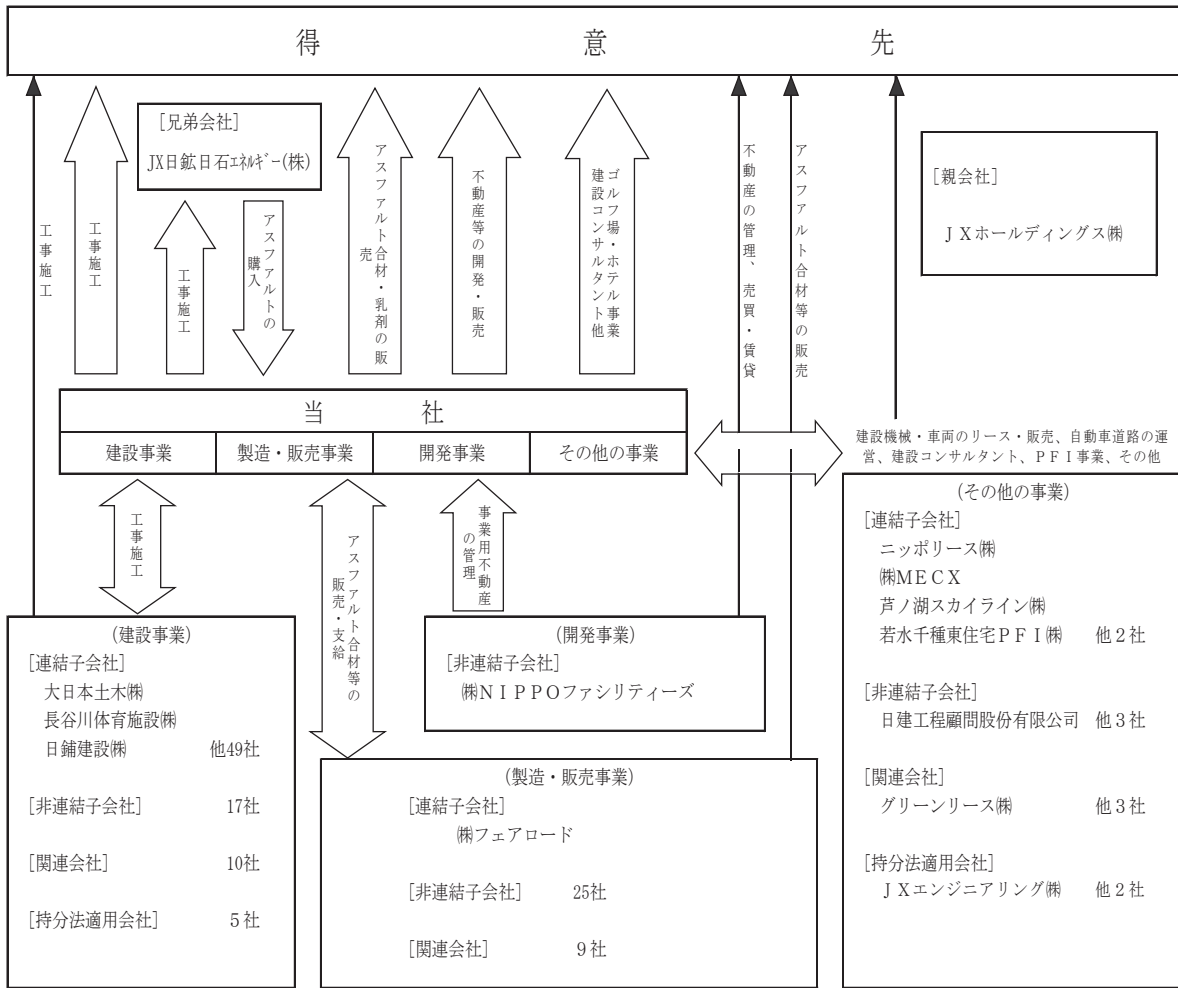 得意先
[兄弟会社]
JX日鉱日石ｴﾈﾙｷﾞｰ(株)
[親会社]
ＪＸホールディングス㈱
工事施工
工事施工
工事施工
アスファルトの
購入
アスファルト合材・乳剤の販
売
不動産等の開発・販売
ゴルフ場・ホテル事業
建設コンサルタント他
不動産の管理、売買・賃貸
アスファルト合材等の販売
当社
建設事業
製造・販売事業
開発事業
その他の事業
建設機械・車両のリース・販売、自動車道路の運
営、建設コンサルタント、ＰＦＩ事業、その他
工事施工
アスファルト合材等の
販売・支給
事業用不動産
の管理
(建設事業)
[連結子会社]
大日本土木㈱
長谷川体育施設㈱
日鋪建設㈱ 他49社
[非連結子会社] 17社
[関連会社] 10社
[持分法適用会社] ５社
(開発事業)
[非連結子会社]
㈱ＮＩＰＰＯファシリティーズ
(製造・販売事業)
[連結子会社]
㈱フェアロード
[非連結子会社] 25社
[関連会社] ９社
(その他の事業)
[連結子会社]
ニッポリース㈱
㈱ＭＥＣＸ
芦ノ湖スカイライン㈱
若水千種東住宅ＰＦＩ㈱ 他２社
[非連結子会社]
日建工程顧問股份有限公司 他３社
[関連会社]
グリーンリース㈱ 他３社
[持分法適用会社]
ＪＸエンジニアリング㈱ 他２社